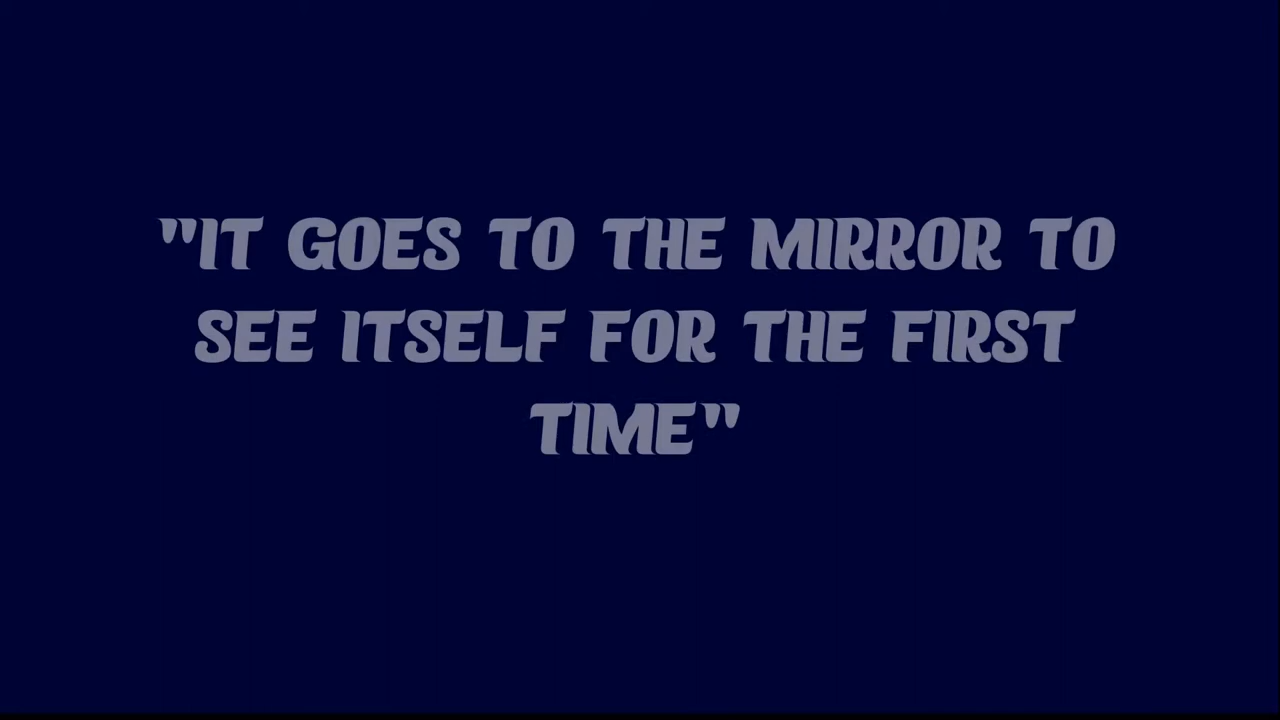 "IT GOES TO THE MIRROR TO
SEE ITSELF FOR THE FIRST
TIME"